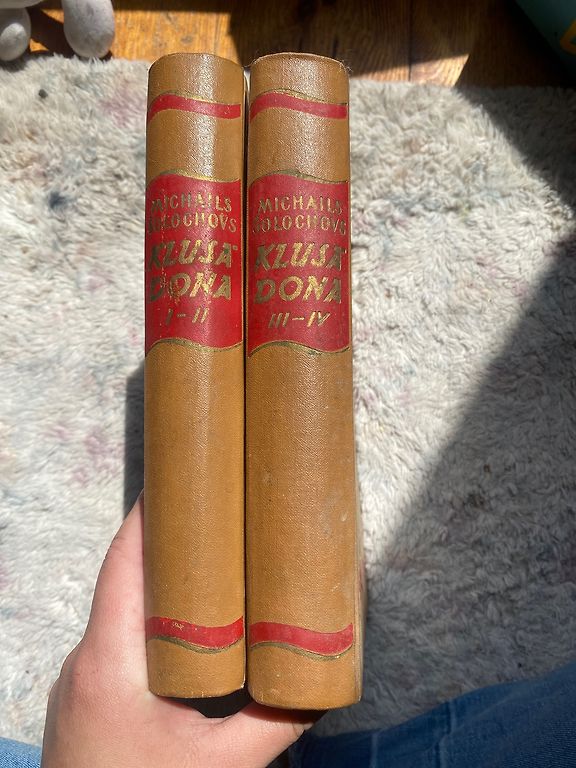 MICHAILS
ŠOLOCHOVS
KLUSĀ
DONA
I-II
MICHAILS
ŠOLOCHOVS
KLUSĀ
DONA
III-IV